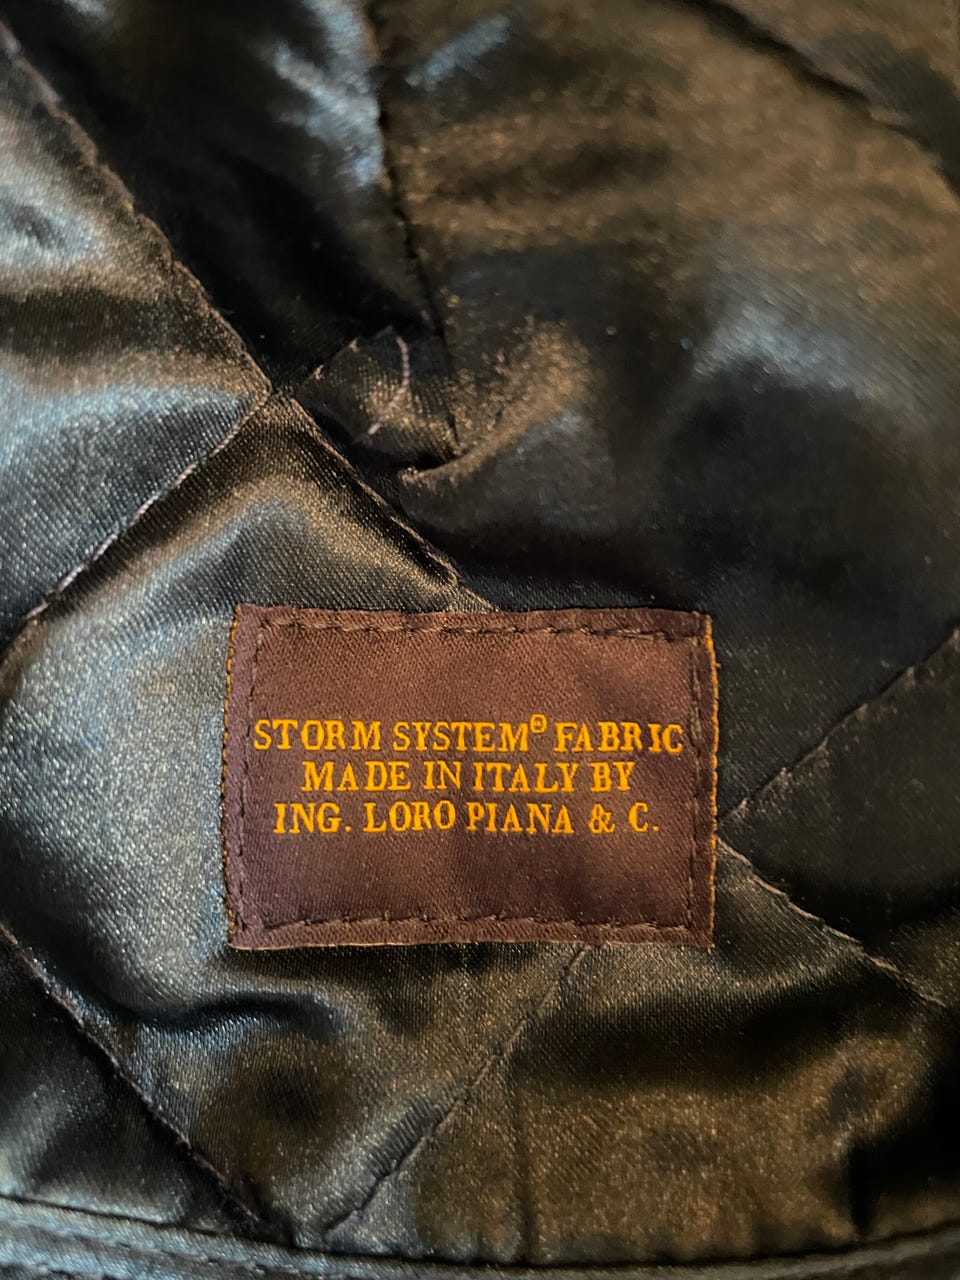 STORM SYSTEM® FABRIC
MADE IN ITALY BY
ING. LORO PIANA & C.